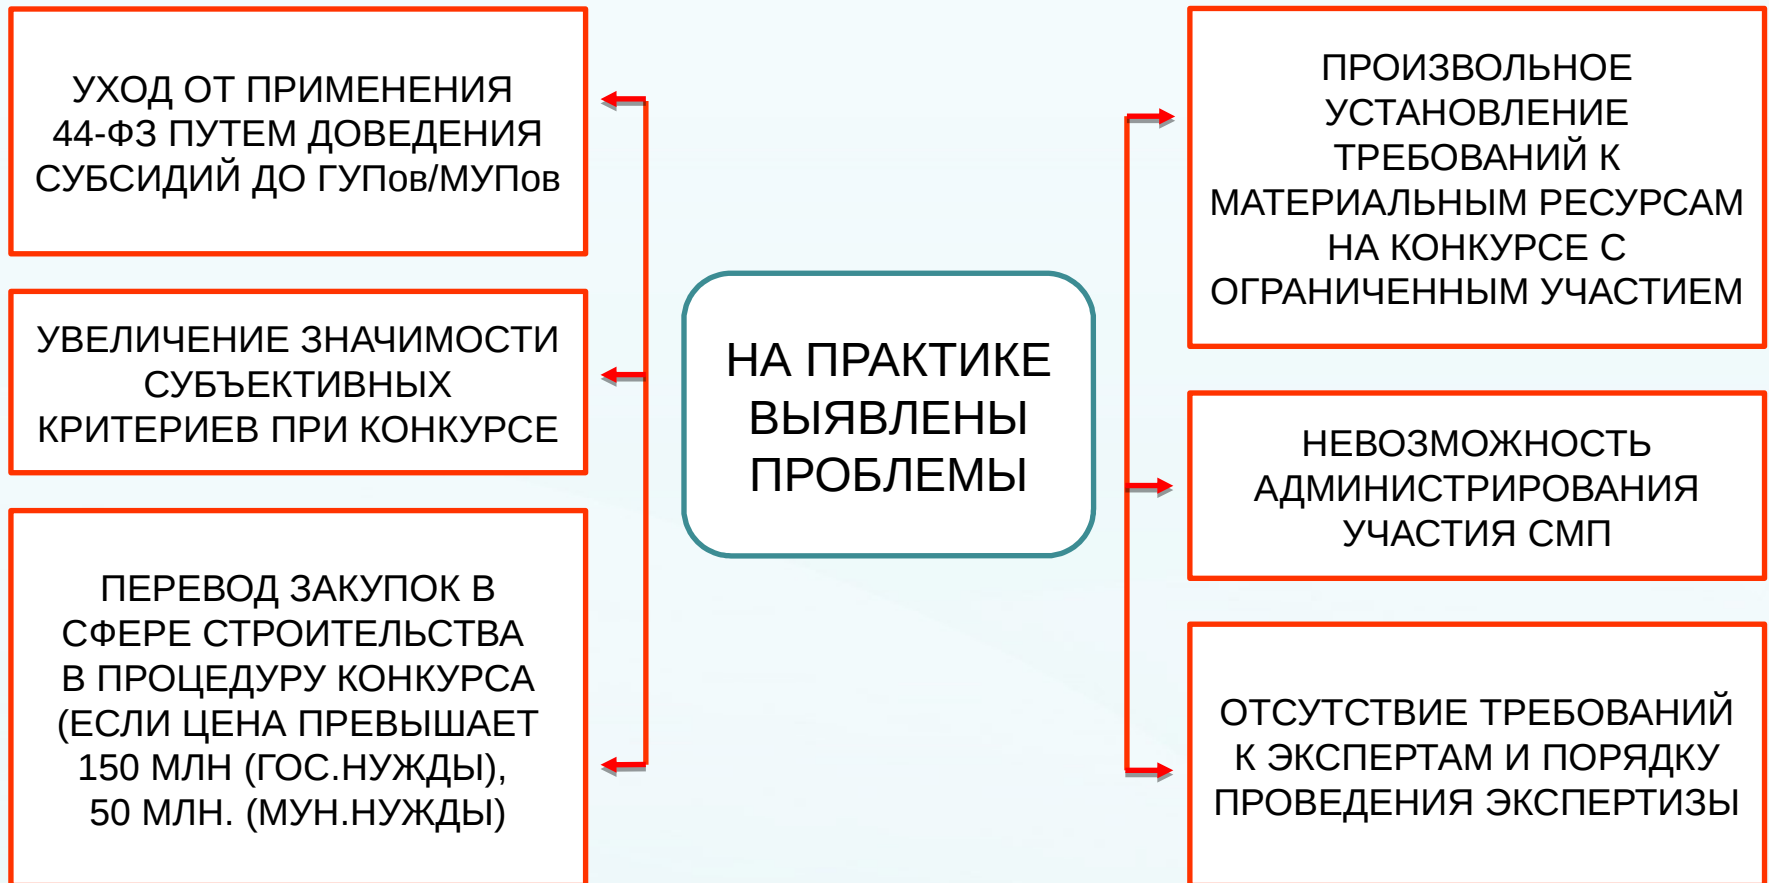 УХОД ОТ ПРИМЕНЕНИЯ
44-ФЗ ПУТЕМ ДОВЕДЕНИЯ
СУБСИДИЙ ДО ГУПов/МУПов
УВЕЛИЧЕНИЕ ЗНАЧИМОСТИ
СУБЪЕКТИВНЫХ
КРИТЕРИЕВ ПРИ КОНКУРСЕ
ПЕРЕВОД ЗАКУПОК В
СФЕРЕ СТРОИТЕЛЬСТВА
В ПРОЦЕДУРУ КОНКУРСА
(ЕСЛИ ЦЕНА ПРЕВЫШАЕТ
150 МЛН (ГОС.НУЖДЫ),
50 МЛН. (МУН.НУЖДЫ)
НА ПРАКТИКЕ
ВЫЯВЛЕНЫ
ПРОБЛЕМЫ
ПРОИЗВОЛЬНОЕ
УСТАНОВЛЕНИЕ
ТРЕБОВАНИЙ К
МАТЕРИАЛЬНЫМ РЕСУРСАМ
НА КОНКУРСЕ С
ОГРАНИЧЕННЫМ УЧАСТИЕМ
НЕВОЗМОЖНОСТЬ
АДМИНИСТРИРОВАНИЯ
УЧАСТИЯ СМП
ОТСУТСТВИЕ ТРЕБОВАНИЙ
К ЭКСПЕРТАМ И ПОРЯДКУ
ПРОВЕДЕНИЯ ЭКСПЕРТИЗЫ